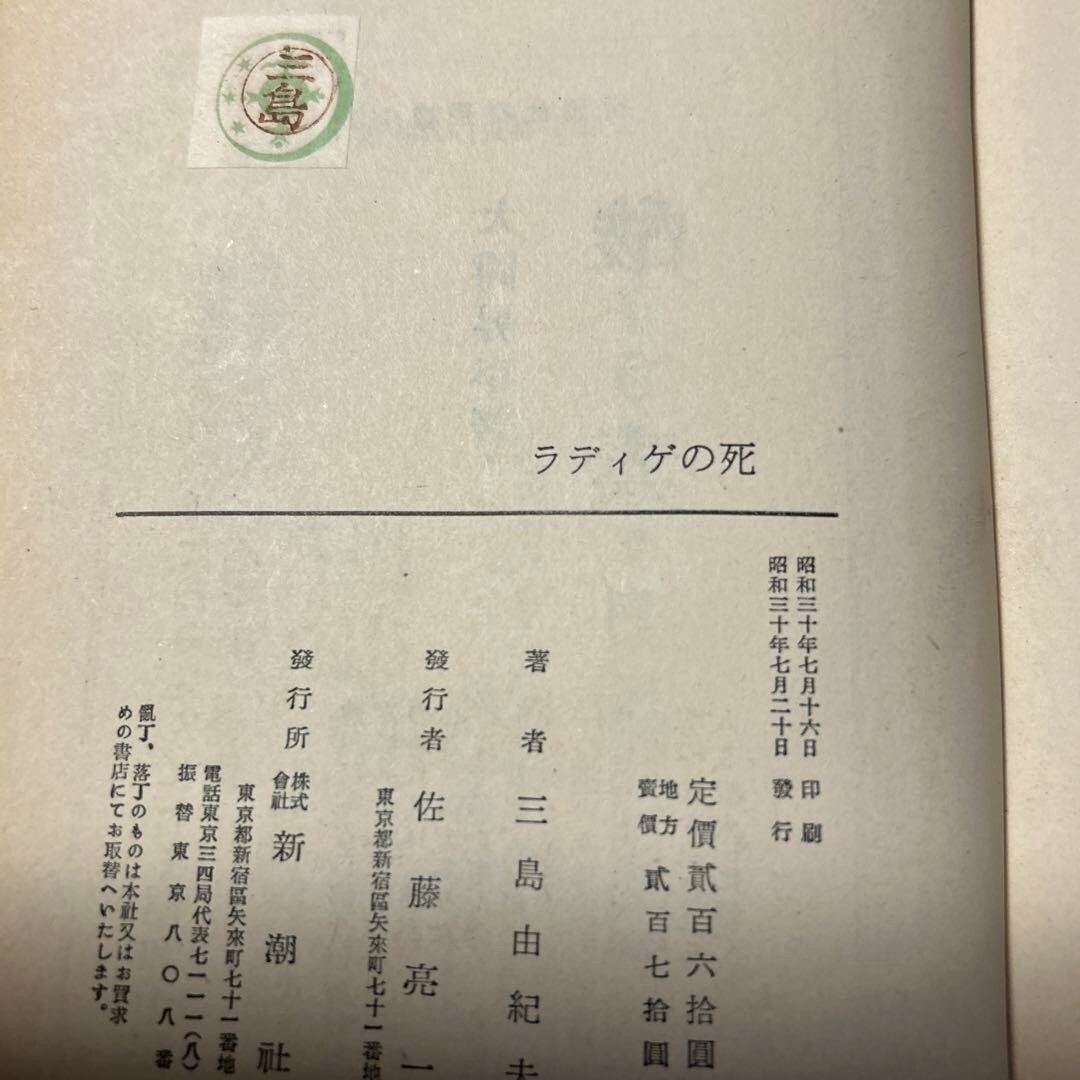 三島
ラディゲの死
昭和三十年七月十六日　印刷
昭和三十年七月二十日　發行
定價貳百六拾圓
地方賣價　貳百七拾圓
著者　三島由紀夫
發行者　佐藤亮一
東京都新宿區矢來町七十一番地
發行所　株式會社　新潮社
東京都新宿區矢來町七十一番地
電話東京三四局代表七一一一(八)
振替東京八〇八番
亂丁、落丁のものは本社又はお買求
めの書店にてお取替へいたします。